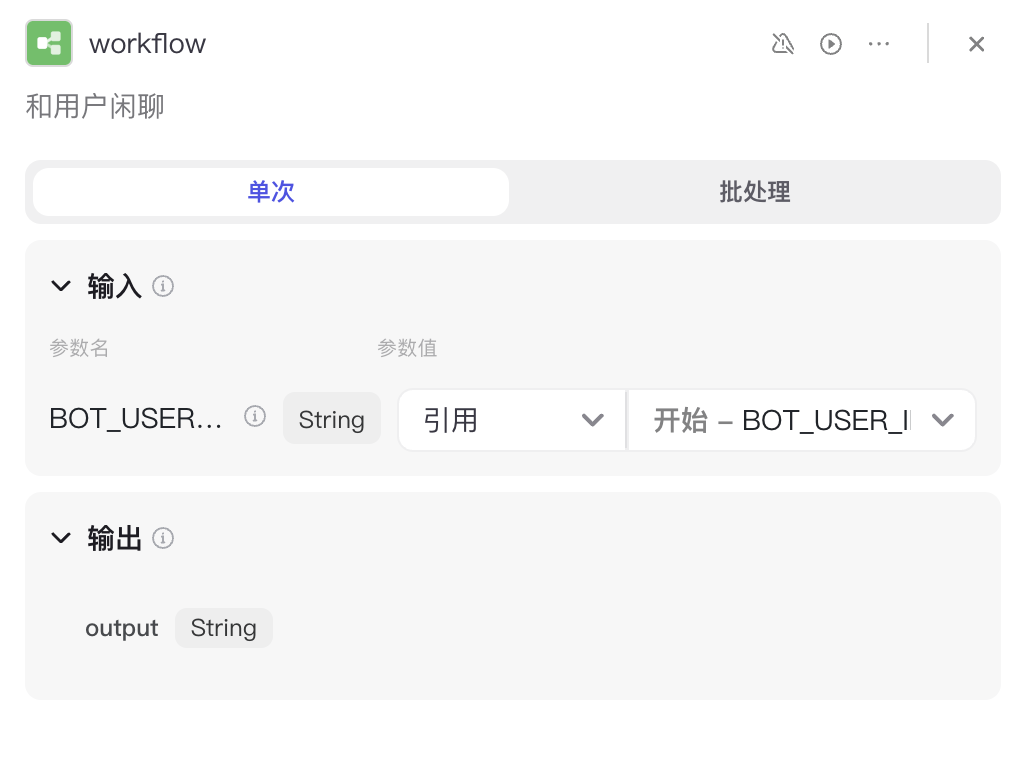 workflow
和用户闲聊
单次 批处理
输入
参数名 参数值
BOT_USER... String 引用 开始 – BOT_USER_I
输出
output String